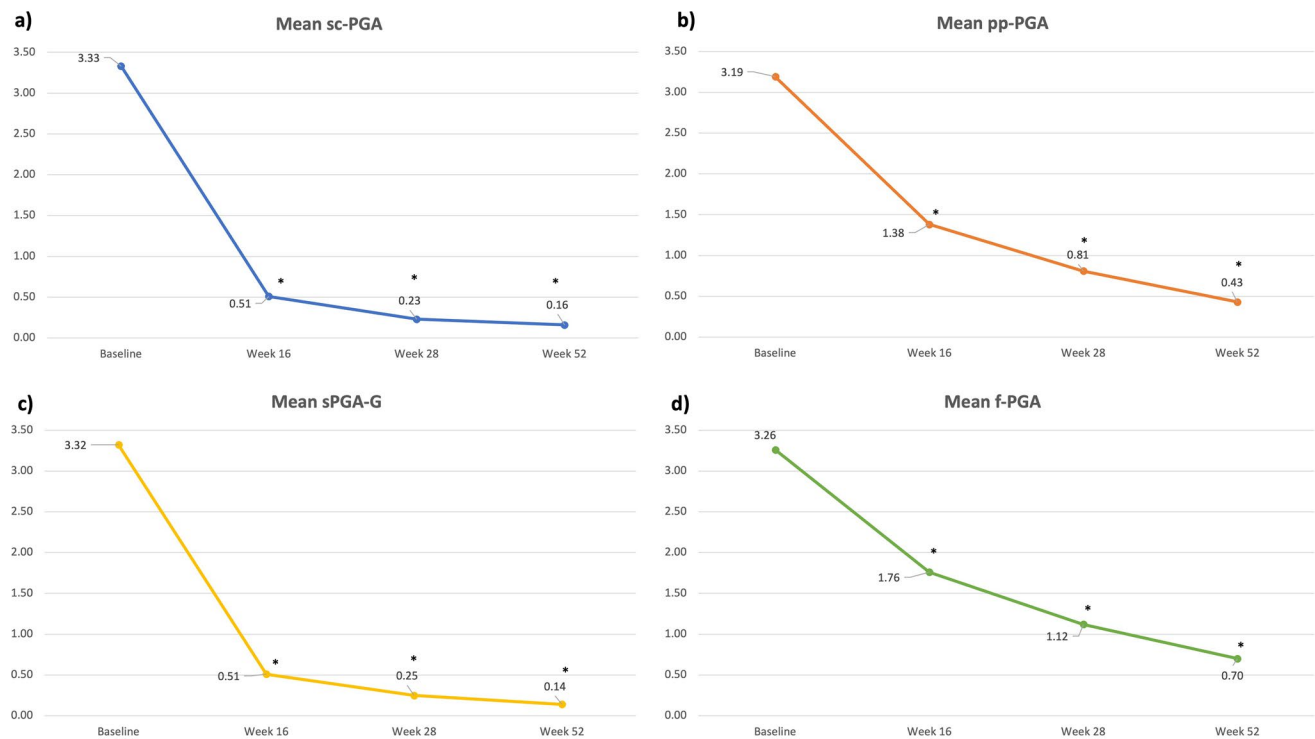 a)
Mean sc-PGA
3.50
3.00
2.50
2.00
1.50
1.00
0.50
0.00
3.33
0.51
*
0.23
*
0.16
*
Baseline
Week 16
Week 28
Week 52
b)
Mean pp-PGA
3.50
3.00
2.50
2.00
1.50
1.00
0.50
0.00
3.19
1.38
*
0.81
*
0.43
*
Baseline
Week 16
Week 28
Week 52
c)
Mean sPGA-G
3.50
3.00
2.50
2.00
1.50
1.00
0.50
0.00
3.32
0.51
*
0.25
*
0.14
*
Baseline
Week 16
Week 28
Week 52
d)
Mean f-PGA
3.50
3.00
2.50
2.00
1.50
1.00
0.50
0.00
3.26
1.76
*
1.12
*
0.70
*
Baseline
Week 16
Week 28
Week 52